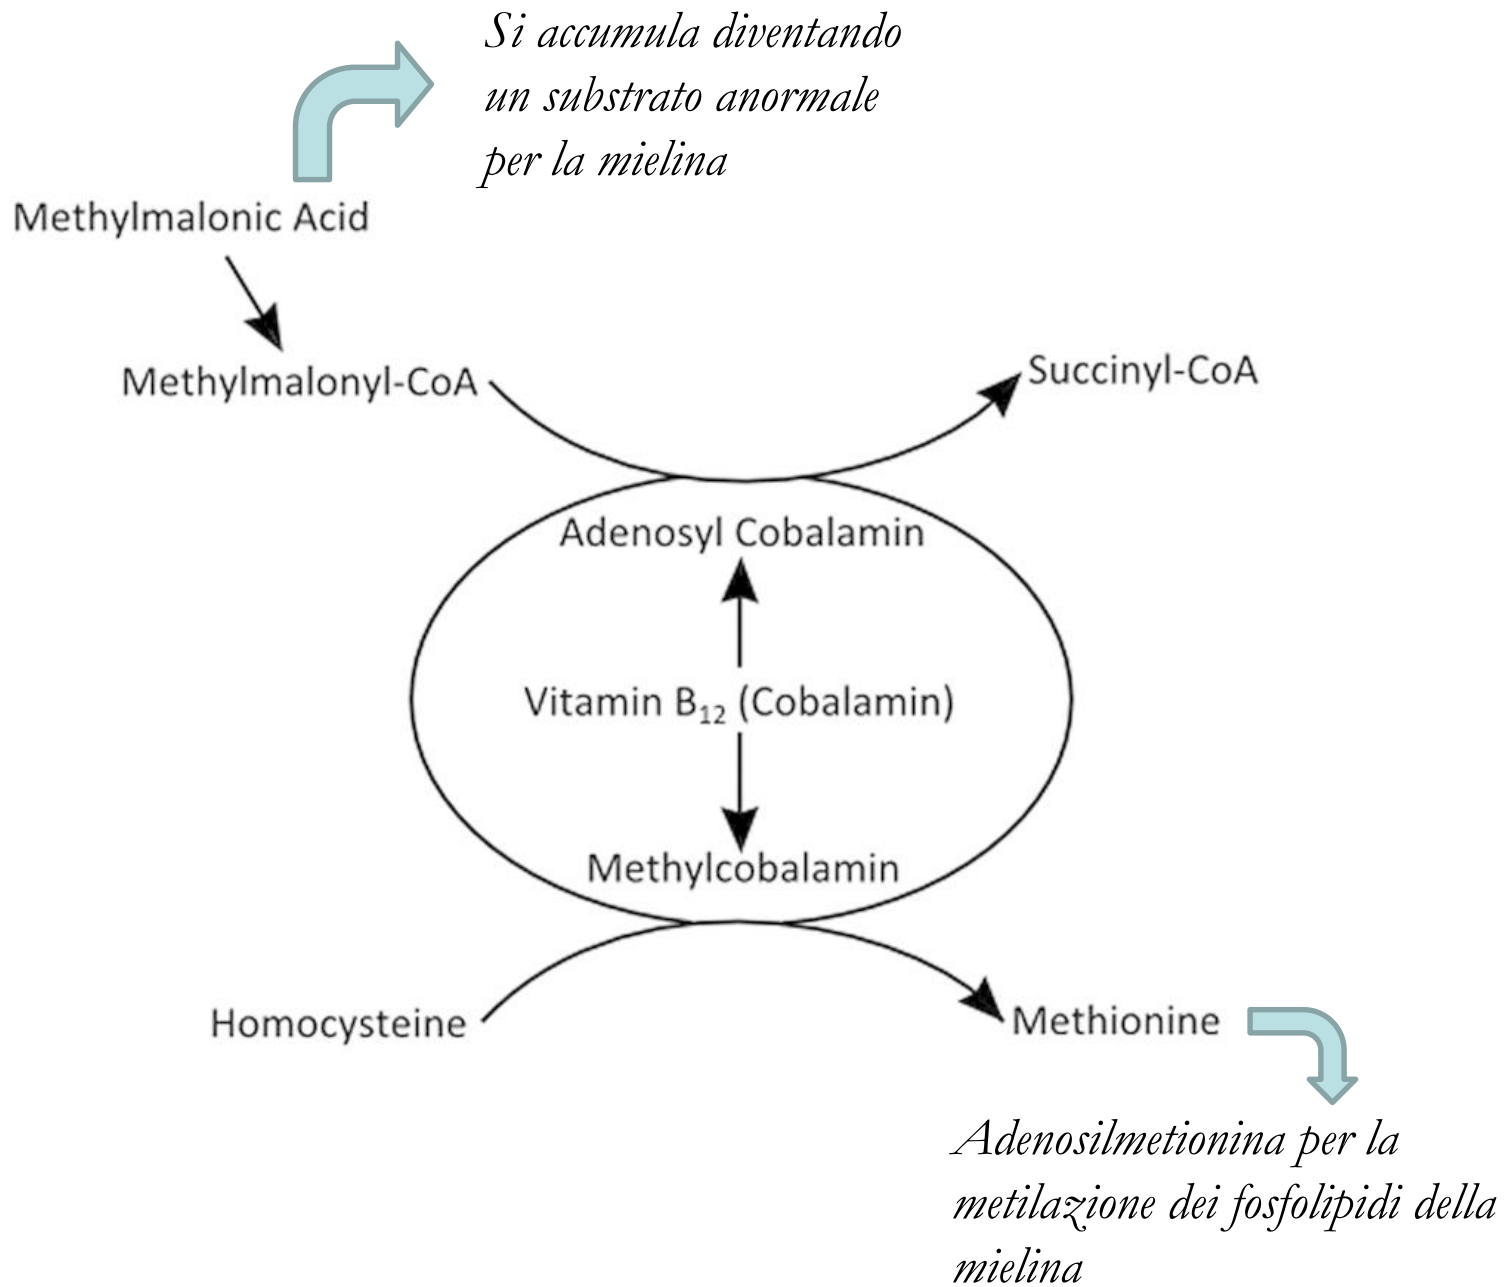 Si accumula diventando
un substrato anormale
per la mielina
Methylmalonic Acid
Methylmalonyl-CoA
Succinyl-CoA
Adenosyl Cobalamin
Vitamin B₁₂ (Cobalamin)
Methylcobalamin
Homocysteine
Methionine
Adenosilmetionina per la
metilazione dei fosfolipidi della
mielina